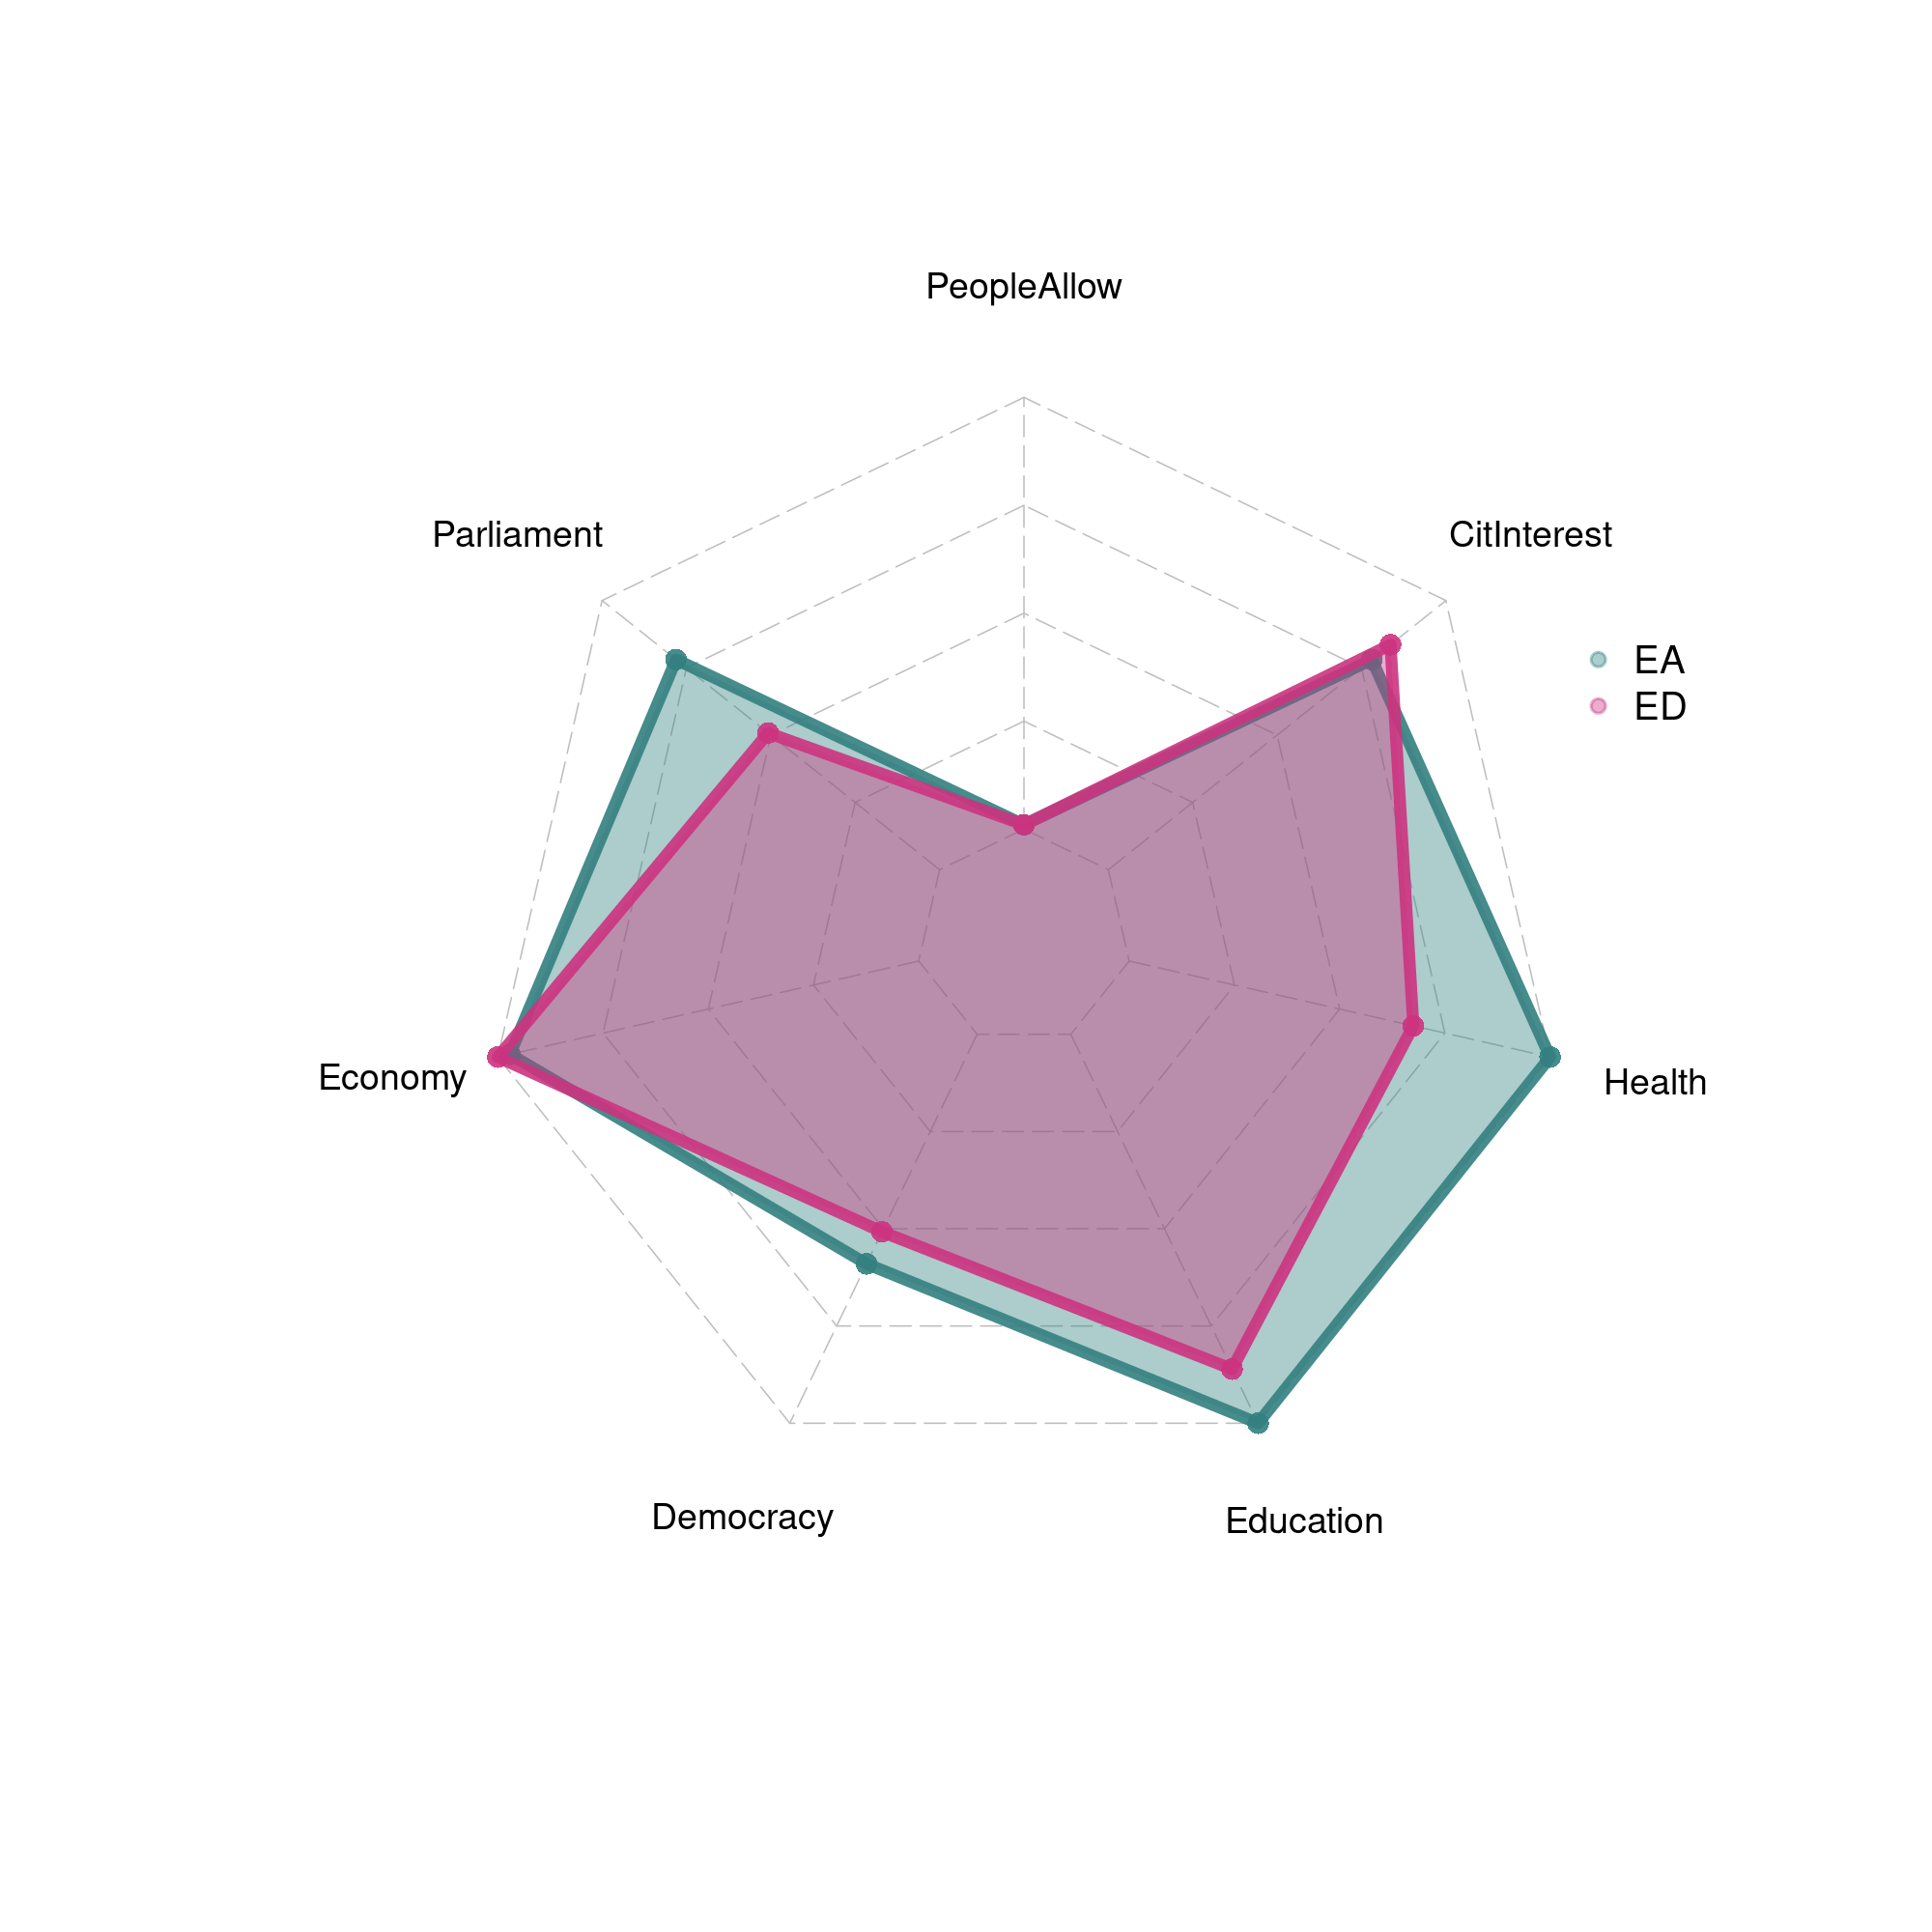 PeopleAllow
Parliament
CitInterest
EA
ED
Economy
Health
Democracy
Education